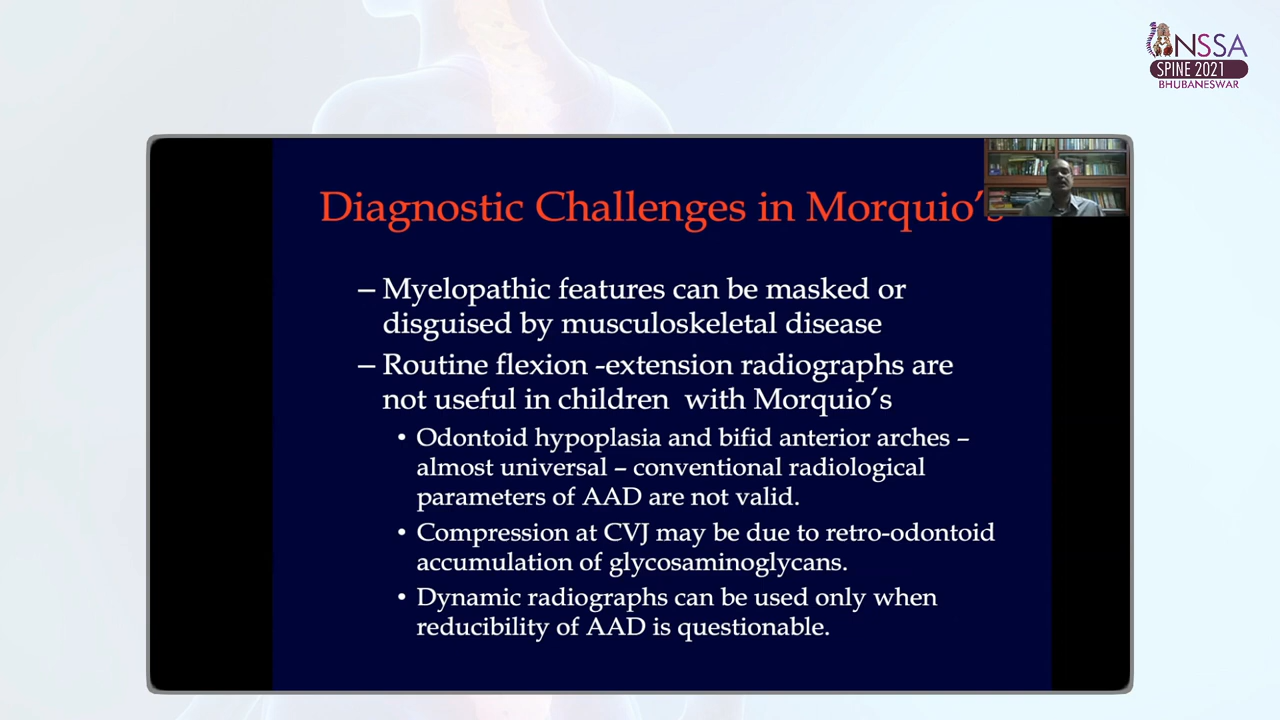 NSSA
SPINE 2021
BHUBANESWAR
Diagnostic Challenges in Morquio's
– Myelopathic features can be masked or
disguised by musculoskeletal disease
– Routine flexion -extension radiographs are
not useful in children with Morquio's
• Odontoid hypoplasia and bifid anterior arches –
almost universal – conventional radiological
parameters of AAD are not valid.
• Compression at CVJ may be due to retro-odontoid
accumulation of glycosaminoglycans.
• Dynamic radiographs can be used only when
reducibility of AAD is questionable.